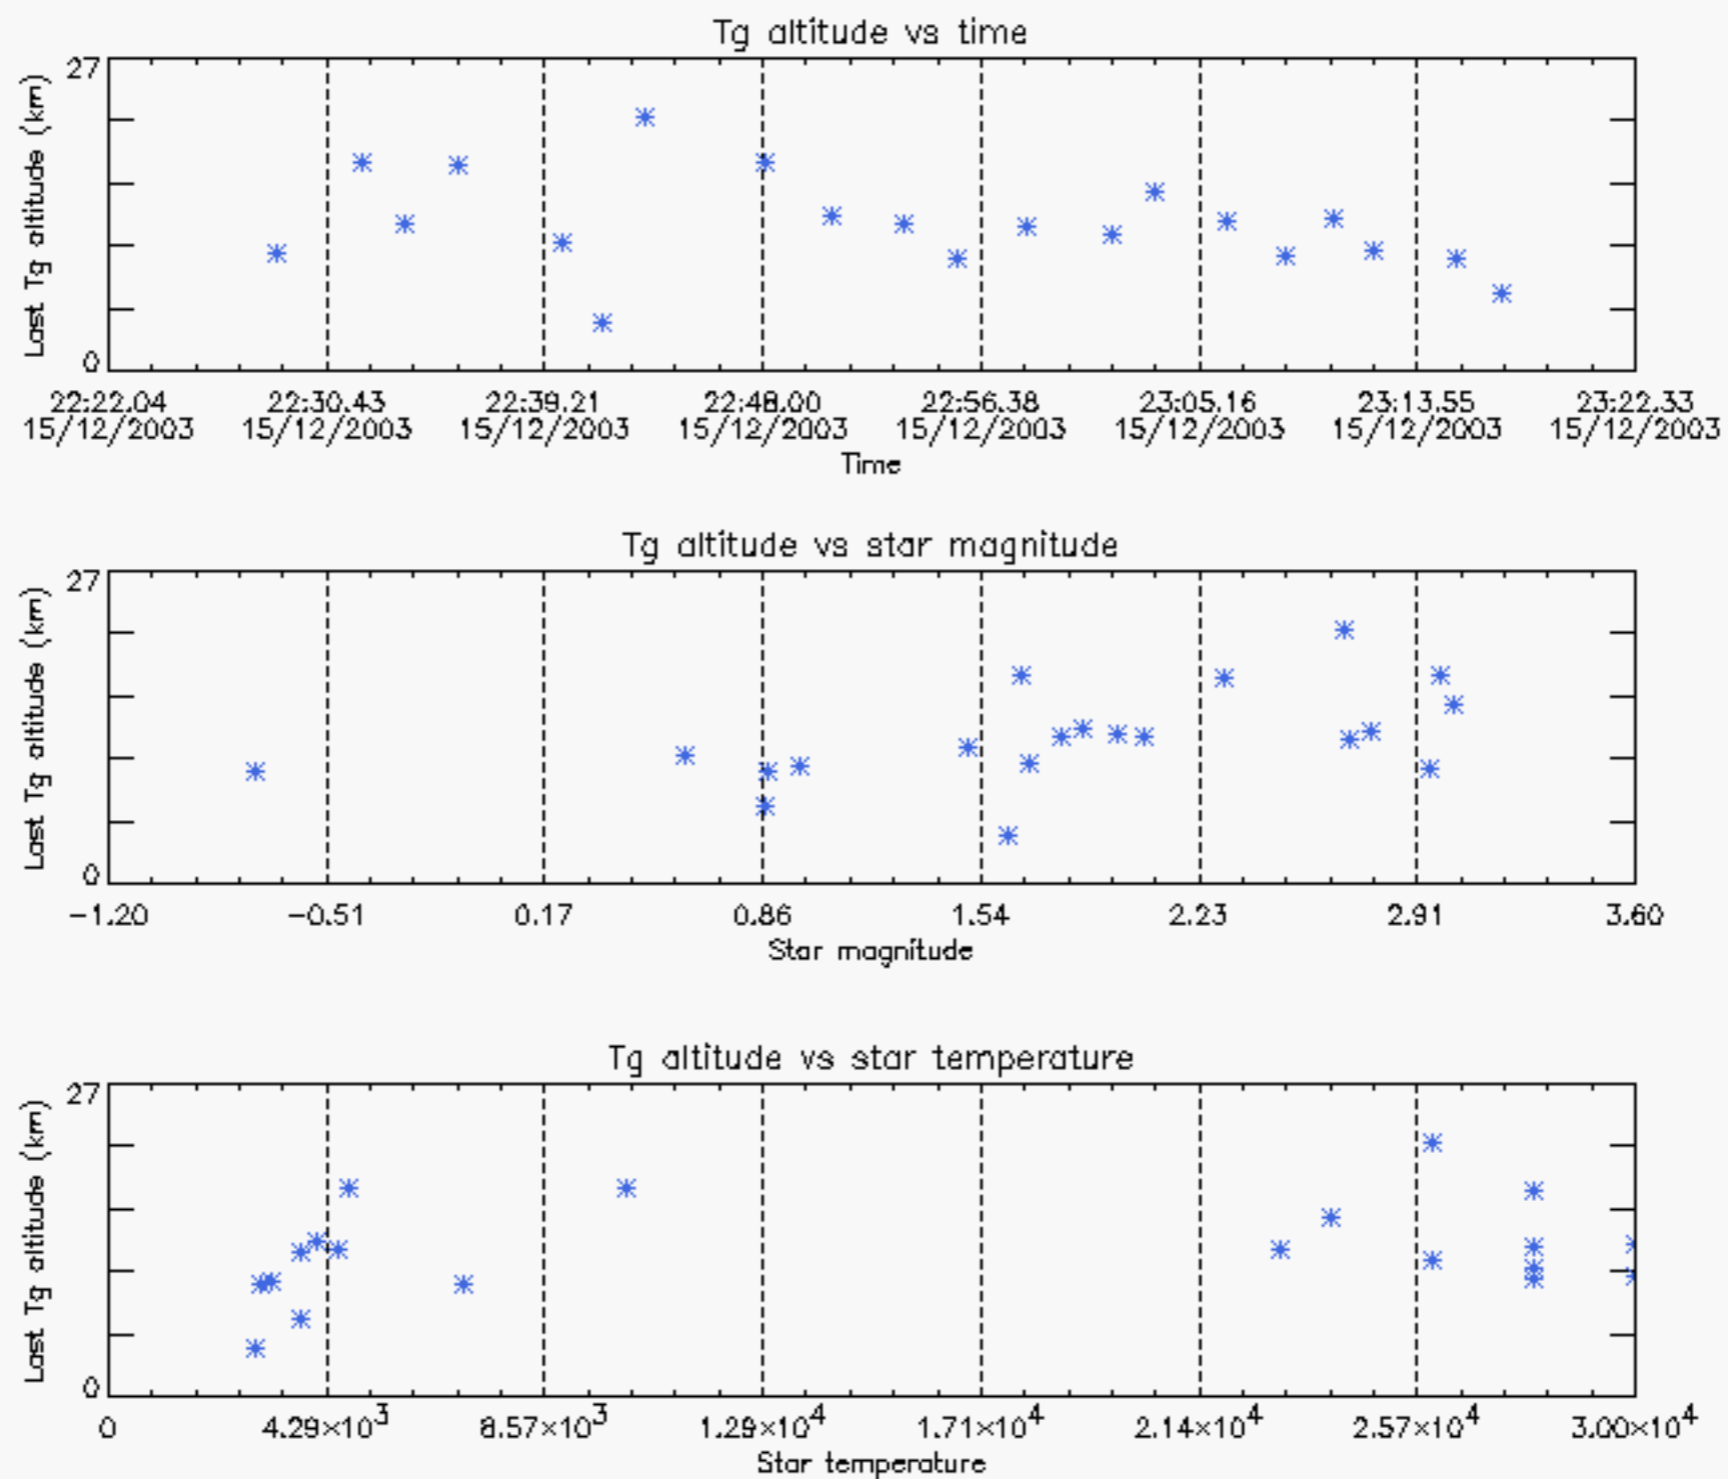 Tg altitude vs time
27
Last Tg altitude (km)
0
22:22.04 22:30.43 22:39.21 22:48.00 22:56.38 23:05.16 23:13.55 23:22.33
15/12/2003 15/12/2003 15/12/2003 15/12/2003 15/12/2003 15/12/2003 15/12/2003 15/12/2003
Time
Tg altitude vs star magnitude
27
Last Tg altitude (km)
0
-1.20 -0.51 0.17 0.86 1.54 2.23 2.91 3.60
Star magnitude
Tg altitude vs star temperature
27
Last Tg altitude (km)
0
0 4.29×10³ 8.57×10³ 1.29×10⁴ 1.71×10⁴ 2.14×10⁴ 2.57×10⁴ 3.00×10⁴
Star temperature